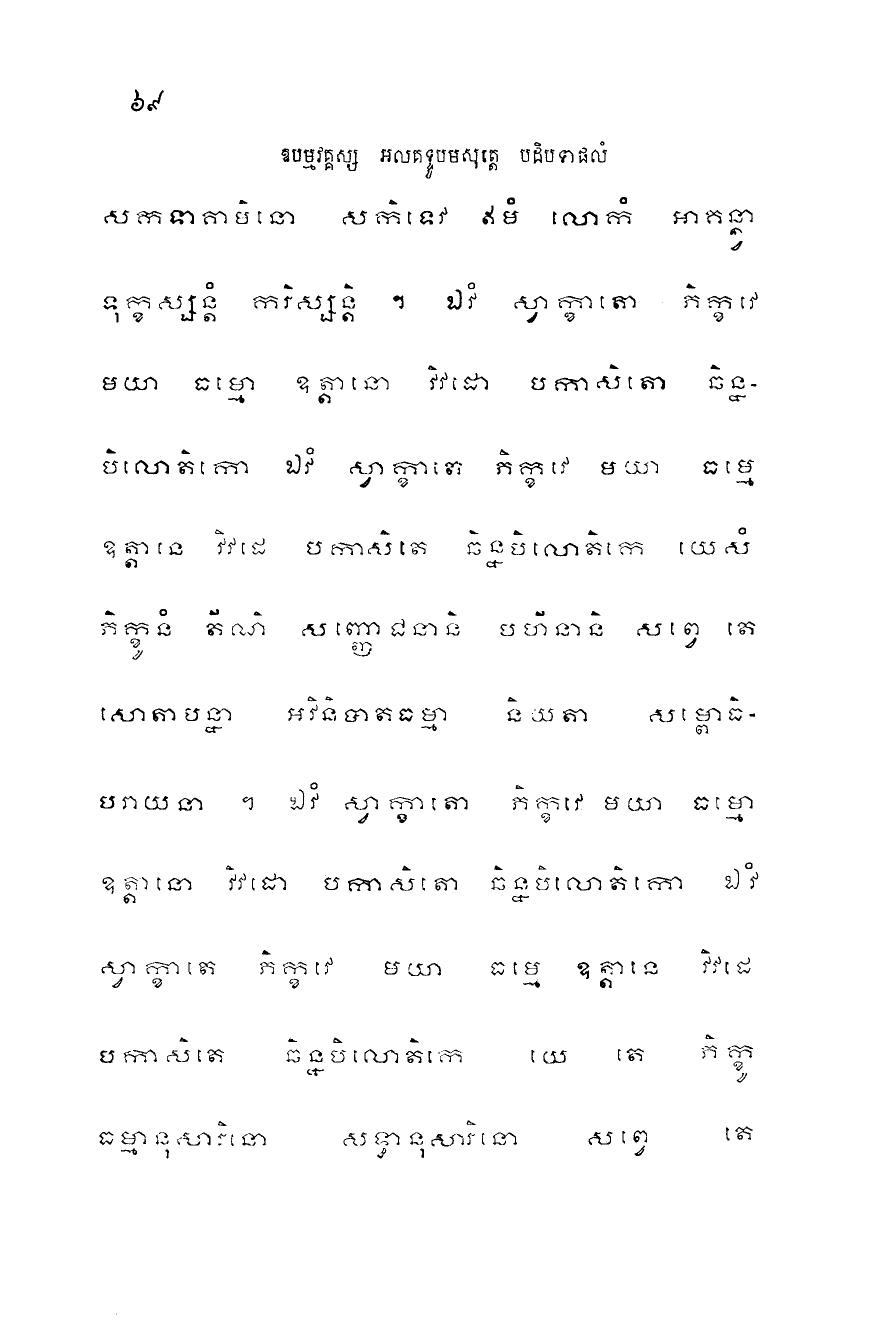 ៦៩
ឧបម្មវគ្គស្ស អលគទ្ទូបមសុត្តេ បដិបទាផលំ
សកទាគាមិនោ សកិទេវ ឥមំ លោកំ អាគន្ត្វា
ទុក្ខស្សន្តំ ករិស្សន្តិ ។ ឯវំ ស្វាក្ខាតោ ភិក្ខវេ
មយា ធម្មោ ឧត្តានោ វិវដោ បកាសិតោ ឆិន្ន-
បិលោតិកោ ឯវំ ស្វាក្ខាតេ ភិក្ខវេ មយា ធម្មេ
ឧត្តានេ វិវដេ បកាសិតេ ឆិន្នបិលោតិកេ យេសំ
ភិក្ខូនំ តីណិ សញ្ញោជនានិ បហីនានិ សព្វេ តេ
សោតាបន្នា អវិនិបាតធម្មា និយតា សម្ពោធិ-
បរាយនា ។ ឯវំ ស្វាក្ខាតោ ភិក្ខវេ មយា ធម្មោ
ឧត្តានោ វិវដោ បកាសិតោ ឆិន្នបិលោតិកោ ឯវំ
ស្វាក្ខាតេ ភិក្ខវេ មយា ធម្មេ ឧត្តានេ វិវដេ
បកាសិតេ ឆិន្នបិលោតិកេ យេ តេ ភិក្ខូ
ធម្មានុសារិនោ សទ្ធានុសារិនោ សព្វេ តេ